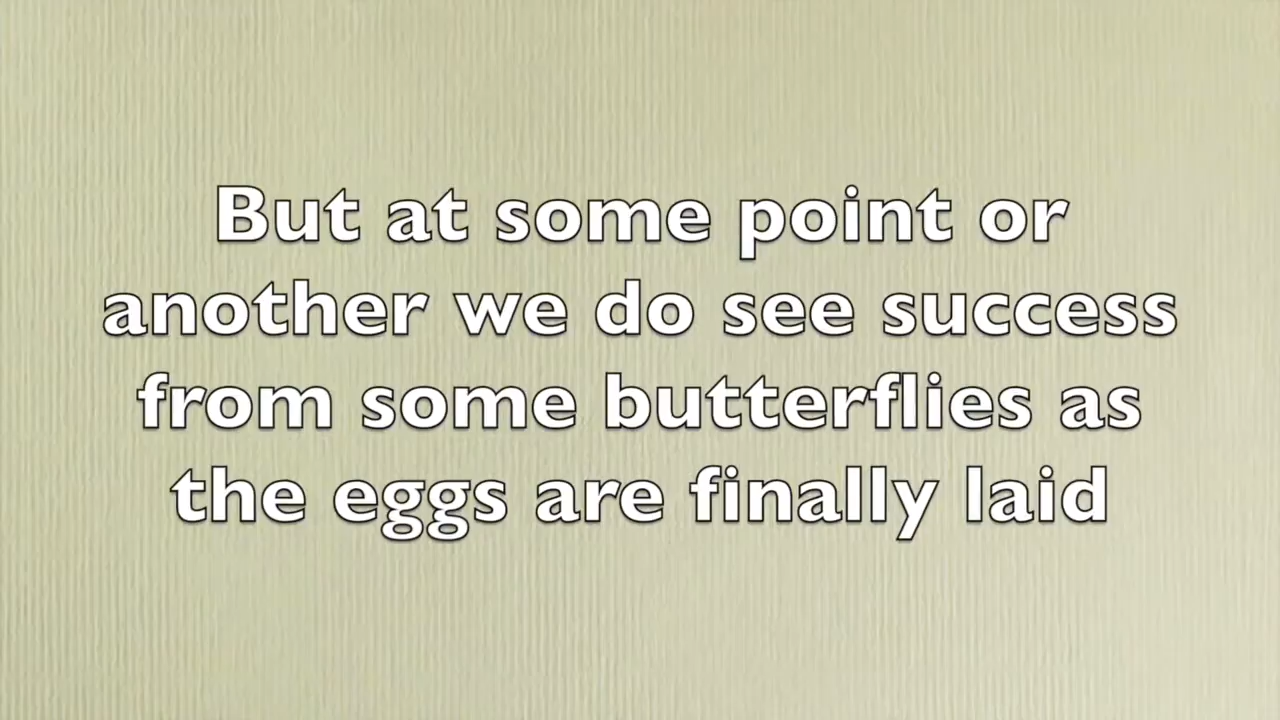 But at some point or
another we do see success
from some butterflies as
the eggs are finally laid